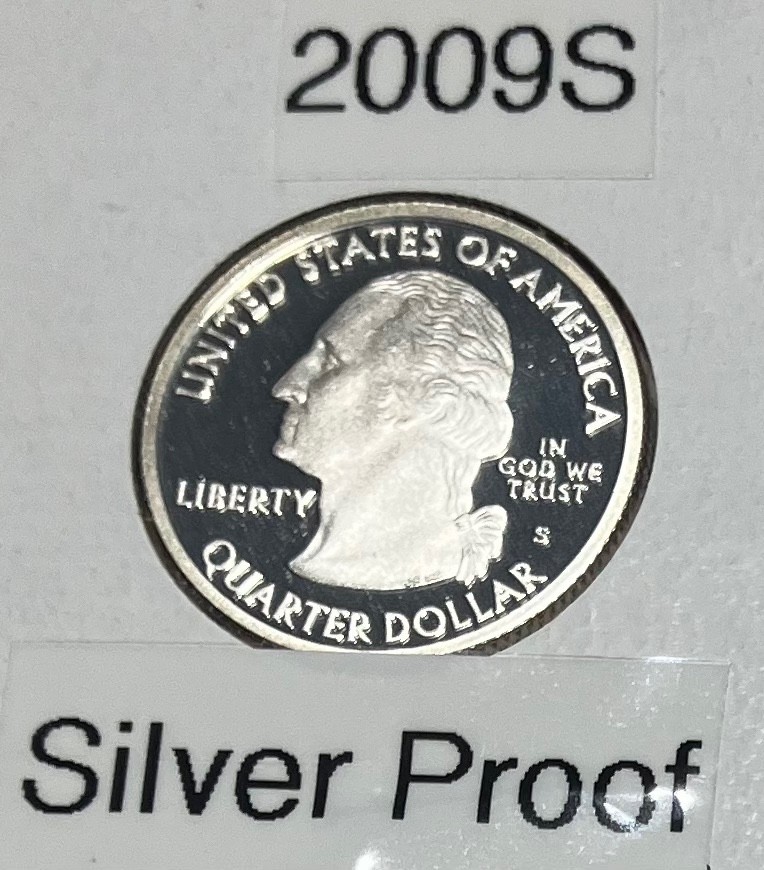 2009S
UNITED STATES OF AMERICA
LIBERTY
IN
GOD WE
TRUST
S
QUARTER DOLLAR
Silver Proof